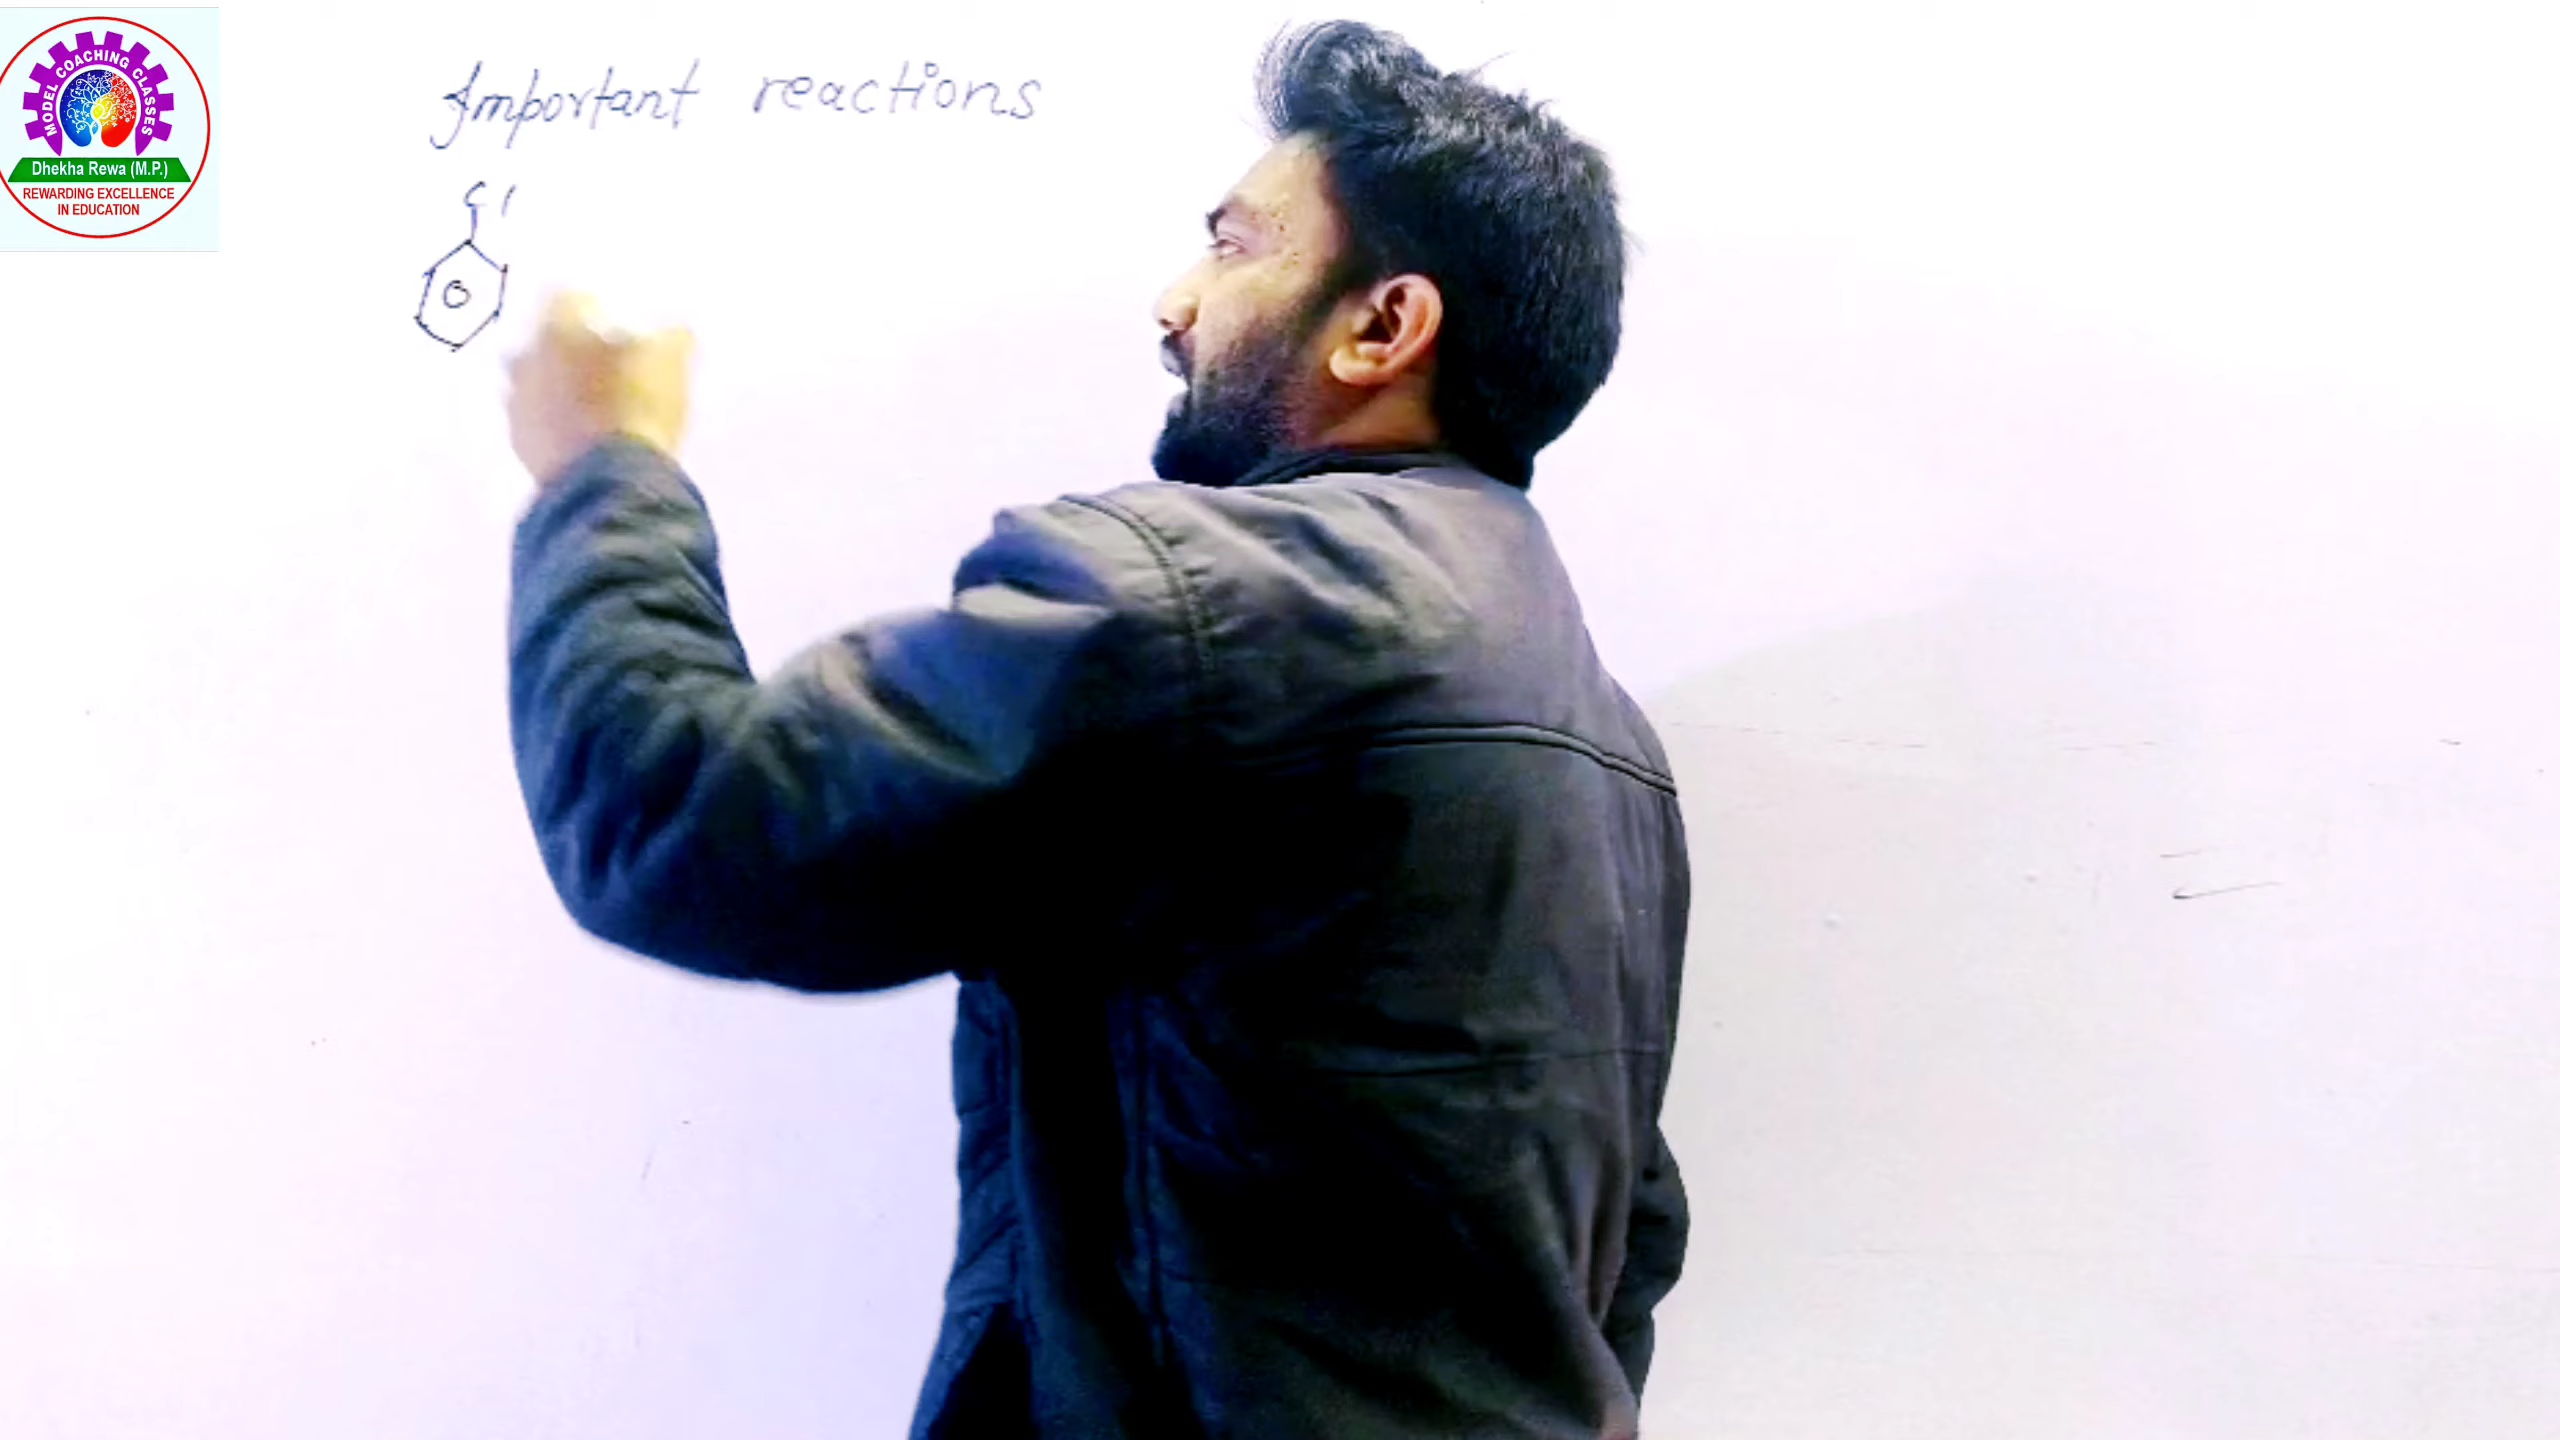 MODEL COACHING CLASSES
Dhekha Rewa (M.P.)
REWARDING EXCELLENCE
IN EDUCATION
Important reactions
Cl